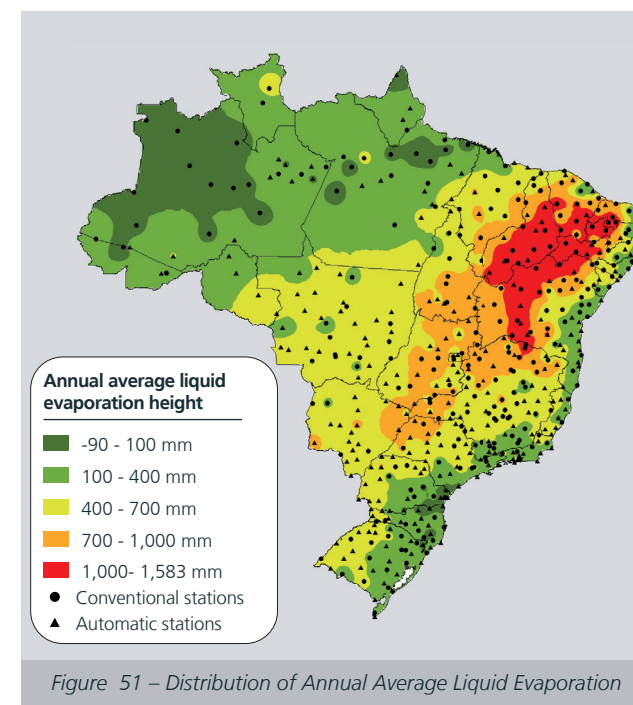 Annual average liquid
evaporation height
-90 - 100 mm
100 - 400 mm
400 - 700 mm
700 - 1,000 mm
1,000- 1,583 mm
Conventional stations
Automatic stations
Figure 51 – Distribution of Annual Average Liquid Evaporation